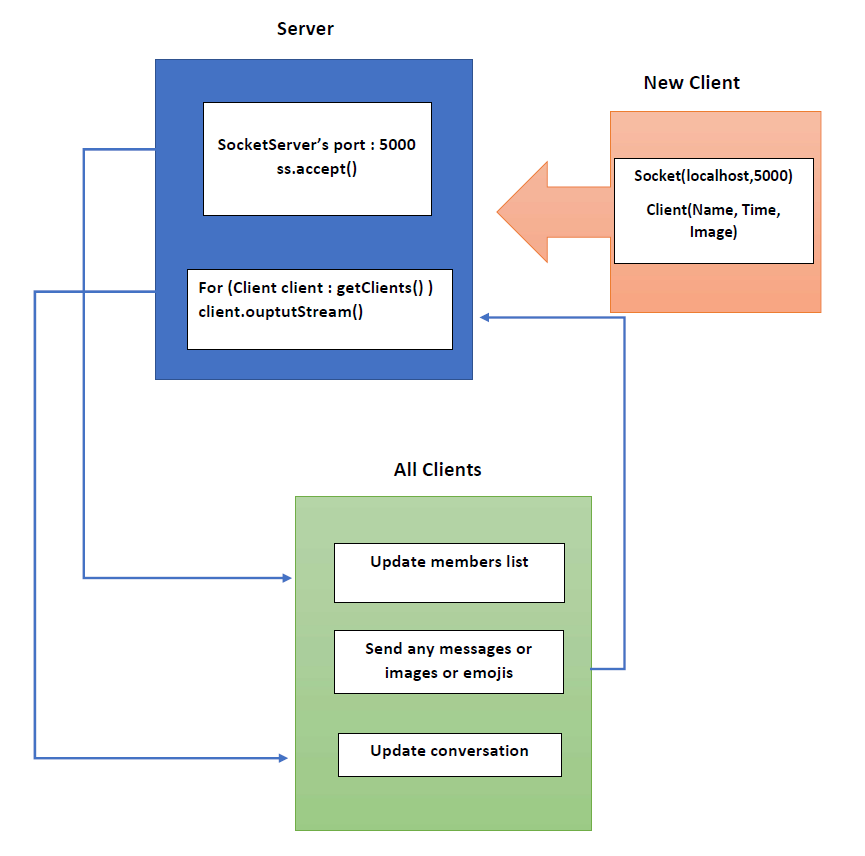 Server
SocketServer’s port : 5000
ss.accept()
For (Client client : getClients() )
client.ouptutStream()
New Client
Socket(localhost,5000)
Client(Name, Time,
Image)
All Clients
Update members list
Send any messages or
images or emojis
Update conversation